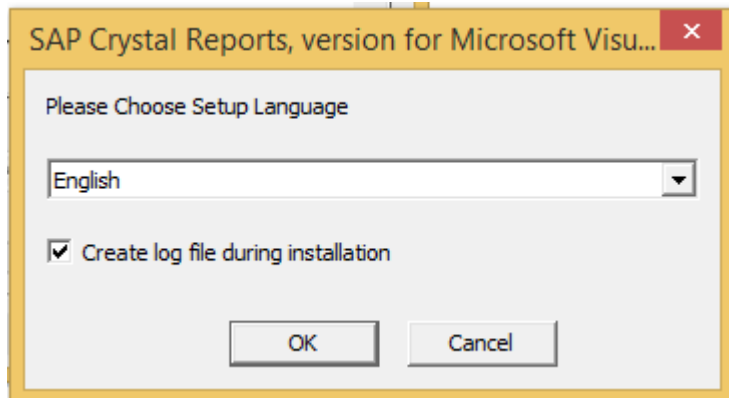 SAP Crystal Reports, version for Microsoft Visu...
Please Choose Setup Language
English
Create log file during installation
OK Cancel